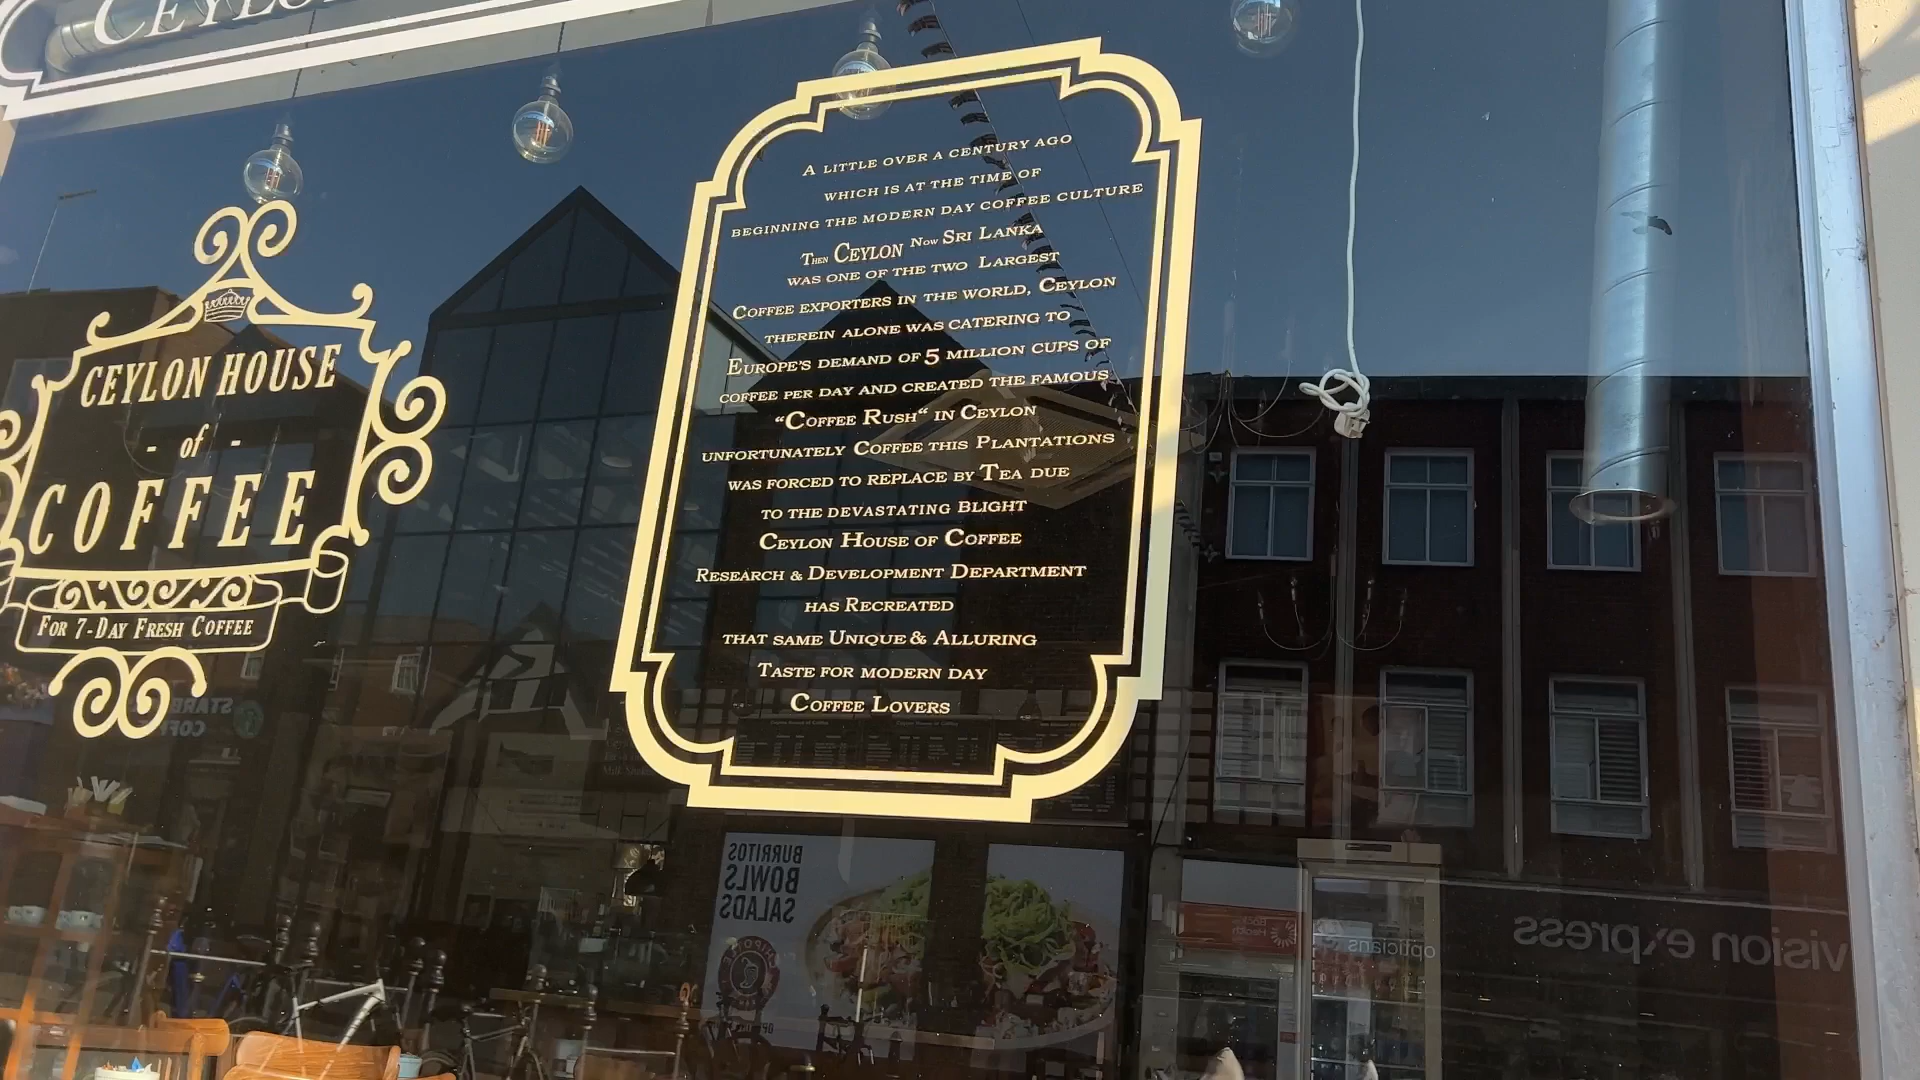 CEYLON
CEYLON HOUSE
- of -
COFFEE
FOR 7-DAY FRESH COFFEE
A LITTLE OVER A CENTURY AGO
WHICH IS AT THE TIME OF
BEGINNING THE MODERN DAY COFFEE CULTURE
THEN CEYLON NOW SRI LANKA
WAS ONE OF THE TWO LARGEST
COFFEE EXPORTERS IN THE WORLD, CEYLON
THEREIN ALONE WAS CATERING TO
EUROPE'S DEMAND OF 5 MILLION CUPS OF
COFFEE PER DAY AND CREATED THE FAMOUS
“COFFEE RUSH“ IN CEYLON
UNFORTUNATELY COFFEE THIS PLANTATIONS
WAS FORCED TO REPLACE BY TEA DUE
TO THE DEVASTATING BLIGHT
CEYLON HOUSE OF COFFEE
RESEARCH & DEVELOPMENT DEPARTMENT
HAS RECREATED
THAT SAME UNIQUE & ALLURING
TASTE FOR MODERN DAY
COFFEE LOVERS
BURRITOS
BOWLS
SALADS
CHIPOTLE
opticians
vision express